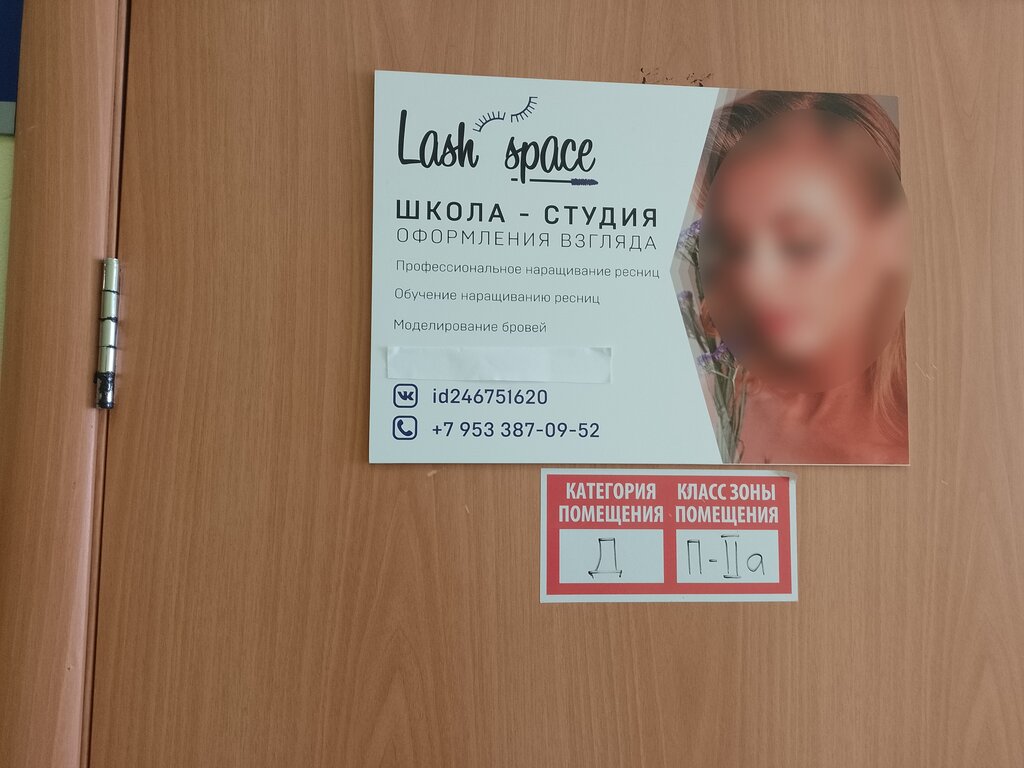 Lash space
ШКОЛА - СТУДИЯ
ОФОРМЛЕНИЯ ВЗГЛЯДА
Профессиональное наращивание ресниц
Обучение наращиванию ресниц
Моделирование бровей
id246751620
+7 953 387-09-52
КАТЕГОРИЯ ПОМЕЩЕНИЯ
Д
КЛАСС ЗОНЫ ПОМЕЩЕНИЯ
П-IIа